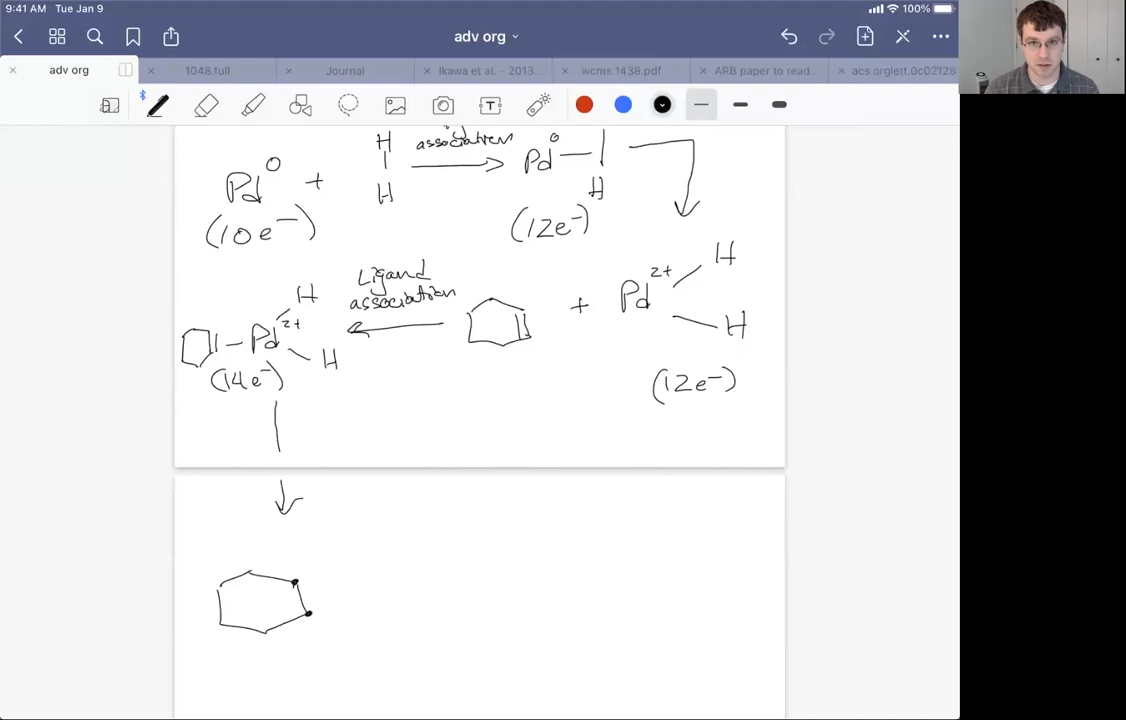 9:41 AM Tue Jan 9
100%
adv org
adv org
1048.full
Journal
Ikawa et al. - 2013...
wcms.1438.pdf
ARB paper to read...
acs.orglett.0c02128
T
H
association
Pd⁰ + H
Pd⁰
H
(10e⁻)
(12e⁻)
Ligand
association
H
Pd²⁺
H
(14e⁻)
+ Pd²⁺
H
H
(12e⁻)